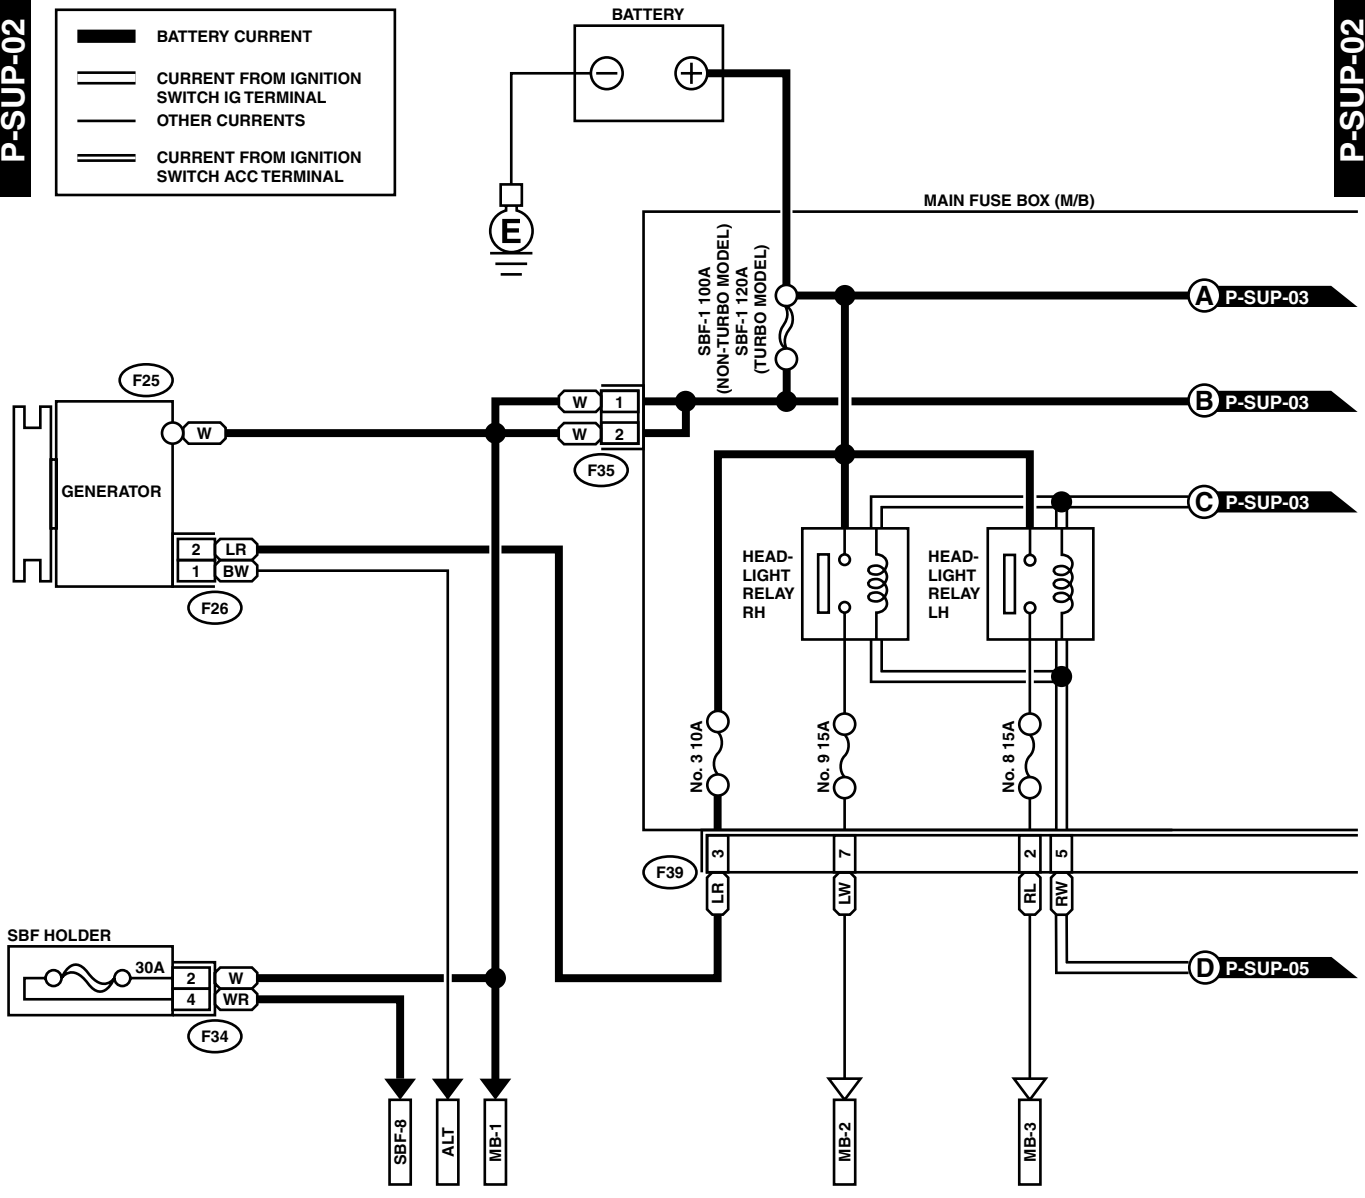 P-SUP-02
BATTERY CURRENT
CURRENT FROM IGNITION
SWITCH IG TERMINAL
OTHER CURRENTS
CURRENT FROM IGNITION
SWITCH ACC TERMINAL
BATTERY
P-SUP-02
E
MAIN FUSE BOX (M/B)
SBF-1 100A
(NON-TURBO MODEL)
SBF-1 120A
(TURBO MODEL)
A P-SUP-03
B P-SUP-03
C P-SUP-03
F25
W
GENERATOR
W 1
W 2
F35
2 LR
1 BW
F26
HEAD-
LIGHT
RELAY
RH
HEAD-
LIGHT
RELAY
LH
No. 3 10A
No. 9 15A
No. 8 15A
F39
3
7
2
5
LR
LW
RL
RW
SBF HOLDER
30A
2 W
4 WR
F34
D P-SUP-05
SBF-8
ALT
MB-1
MB-2
MB-3